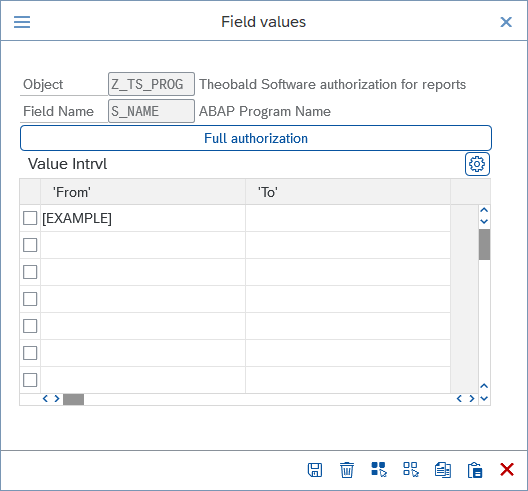 Field values
Object Z_TS_PROG Theobald Software authorization for reports
Field Name S_NAME ABAP Program Name
Full authorization
Value Intrvl
'From' 'To'
[EXAMPLE]